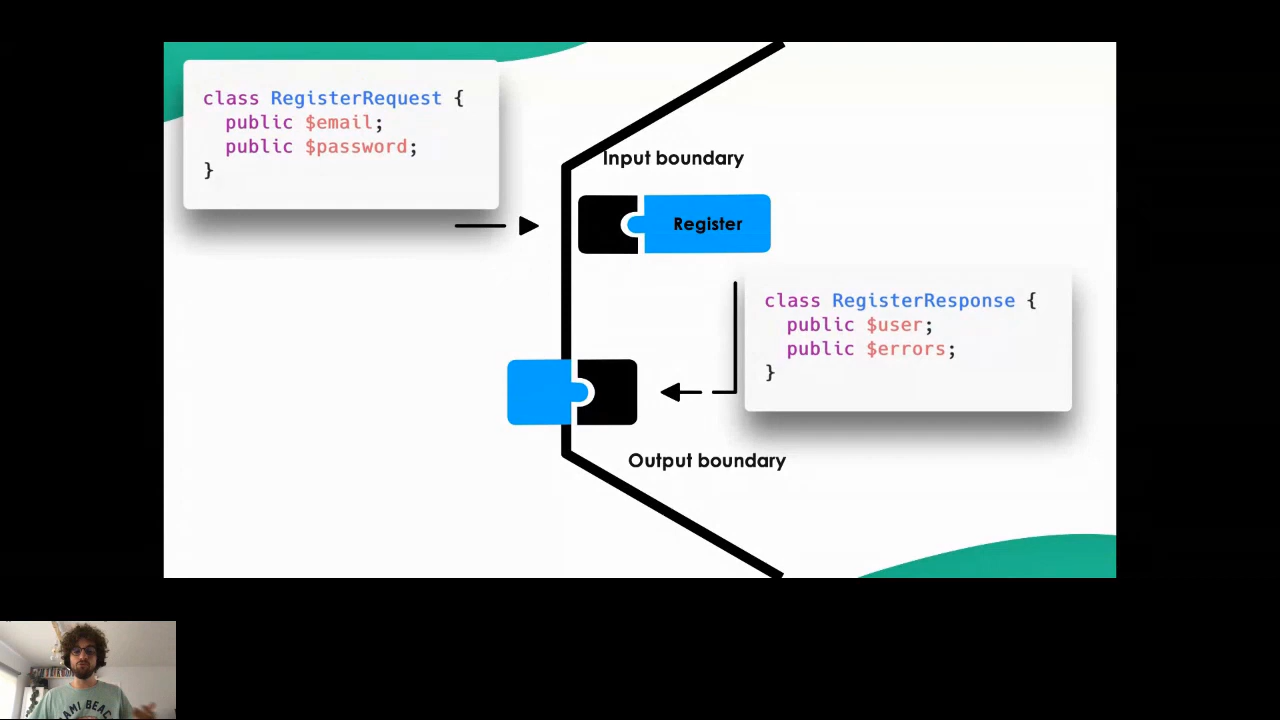 class RegisterRequest {
public $email;
public $password;
}
Input boundary
Register
class RegisterResponse {
public $user;
public $errors;
}
Output boundary